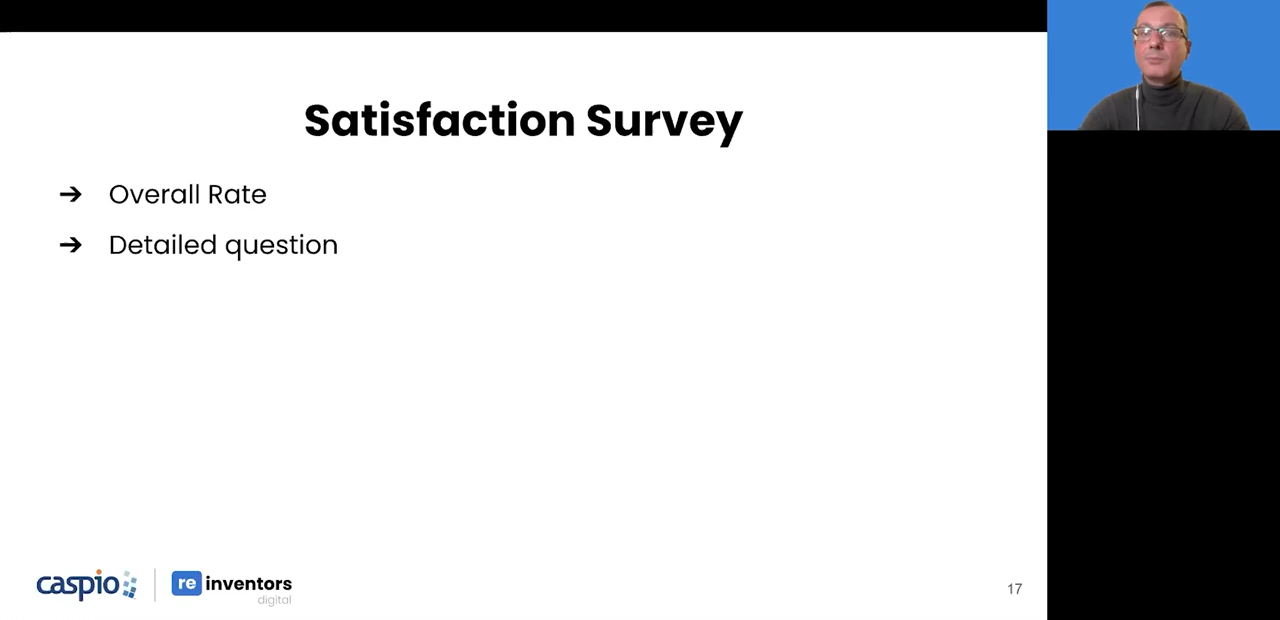 Satisfaction Survey
➔ Overall Rate
➔ Detailed question
caspio
re inventors
digital
17